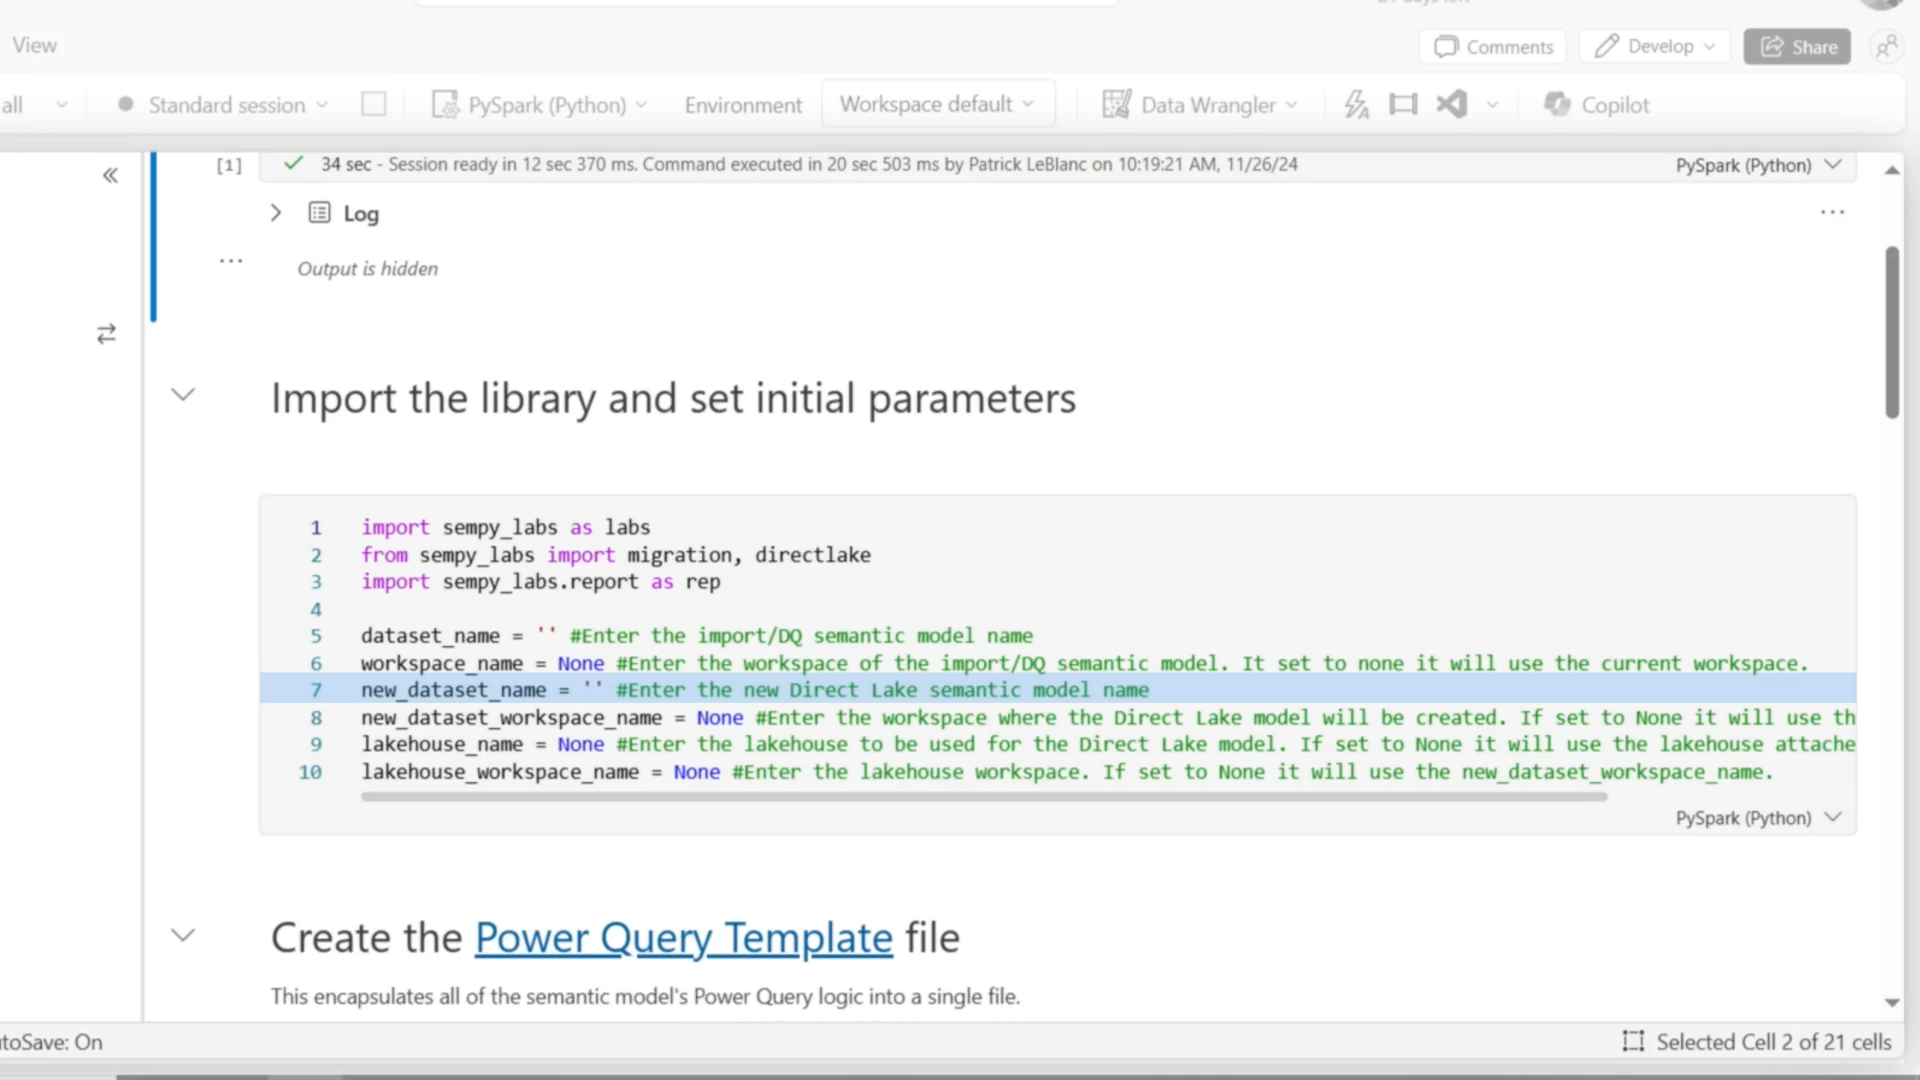 View
Comments
Develop
Share
all
Standard session
PySpark (Python)
Environment
Workspace default
Data Wrangler
Copilot
[1]
34 sec - Session ready in 12 sec 370 ms. Command executed in 20 sec 503 ms by Patrick LeBlanc on 10:19:21 AM, 11/26/24
PySpark (Python)
Log
Output is hidden
Import the library and set initial parameters
1 import sempy_labs as labs
2 from sempy_labs import migration, directlake
3 import sempy_labs.report as rep
4
5 dataset_name = '' #Enter the import/DQ semantic model name
6 workspace_name = None #Enter the workspace of the import/DQ semantic model. It set to none it will use the current workspace.
7 new_dataset_name = '' #Enter the new Direct Lake semantic model name
8 new_dataset_workspace_name = None #Enter the workspace where the Direct Lake model will be created. If set to None it will use th
9 lakehouse_name = None #Enter the lakehouse to be used for the Direct Lake model. If set to None it will use the lakehouse attache
10 lakehouse_workspace_name = None #Enter the lakehouse workspace. If set to None it will use the new_dataset_workspace_name.
PySpark (Python)
Create the Power Query Template file
This encapsulates all of the semantic model's Power Query logic into a single file.
toSave: On
Selected Cell 2 of 21 cells